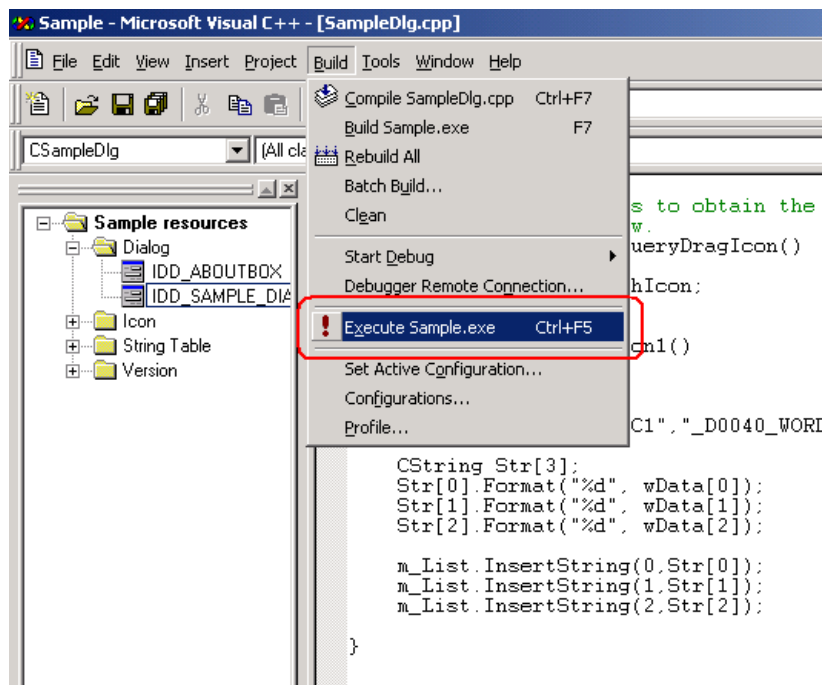 Sample - Microsoft Visual C++ - [SampleDlg.cpp]
File Edit View Insert Project Build Tools Window Help
Compile SampleDlg.cpp Ctrl+F7
Build Sample.exe F7
CSampleDlg (All cla
Rebuild All
Batch Build...
Clean
s to obtain the
w.
Sample resources
ueryDragIcon()
Dialog
Start Debug
IDD_ABOUTBOX
Debugger Remote Connection...
hIcon;
IDD_SAMPLE_DIA
Icon
Execute Sample.exe Ctrl+F5
String Table
on1()
Version
Set Active Configuration...
Configurations...
Profile...
C1","_D0040_WORD
CString Str[3];
Str[0].Format("%d", wData[0]);
Str[1].Format("%d", wData[1]);
Str[2].Format("%d", wData[2]);
m_List.InsertString(0,Str[0]);
m_List.InsertString(1,Str[1]);
m_List.InsertString(2,Str[2]);
}